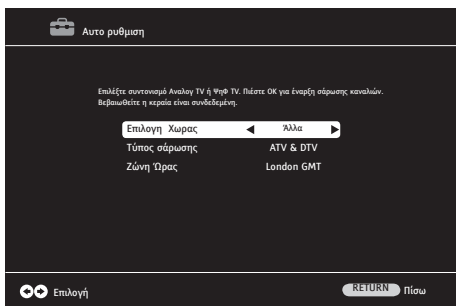 Αυτο ρυθμιση
Επιλέξτε συντονισμό Αναλογ TV ή ΨηΦ TV. Πιέστε OK για έναρξη σάρωσης καναλιών.
Βεβαιωθείτε η κεραία είναι συνδεδεμένη.
Επιλογη Χωρας Άλλα
Τύπος σάρωσης ATV & DTV
Ζώνη Ώρας London GMT
Επιλογή RETURN Πίσω